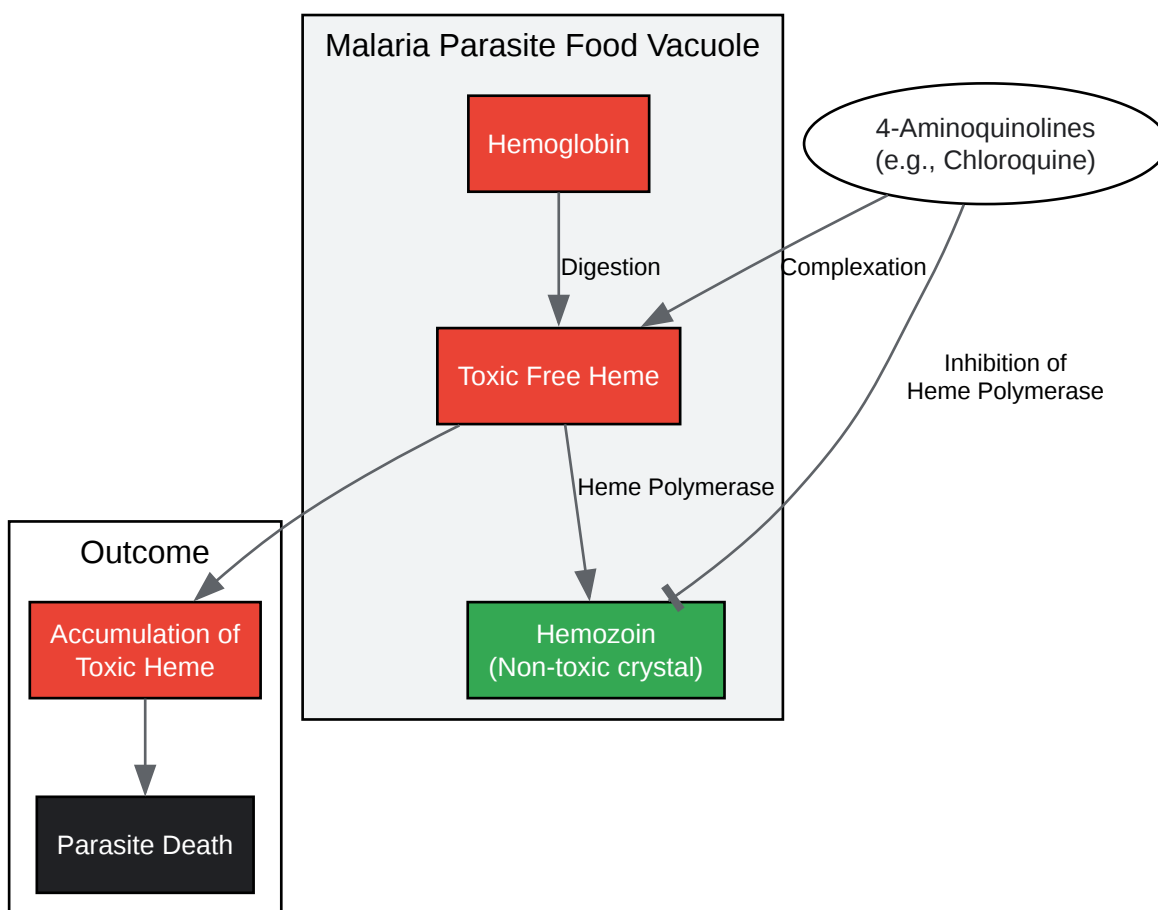 Malaria Parasite Food Vacuole
Hemoglobin
4-Aminoquinolines
(e.g., Chloroquine)
Digestion
Complexation
Toxic Free Heme
Inhibition of
Heme Polymerase
Heme Polymerase
Outcome
Accumulation of
Toxic Heme
Hemozoin
(Non-toxic crystal)
Parasite Death